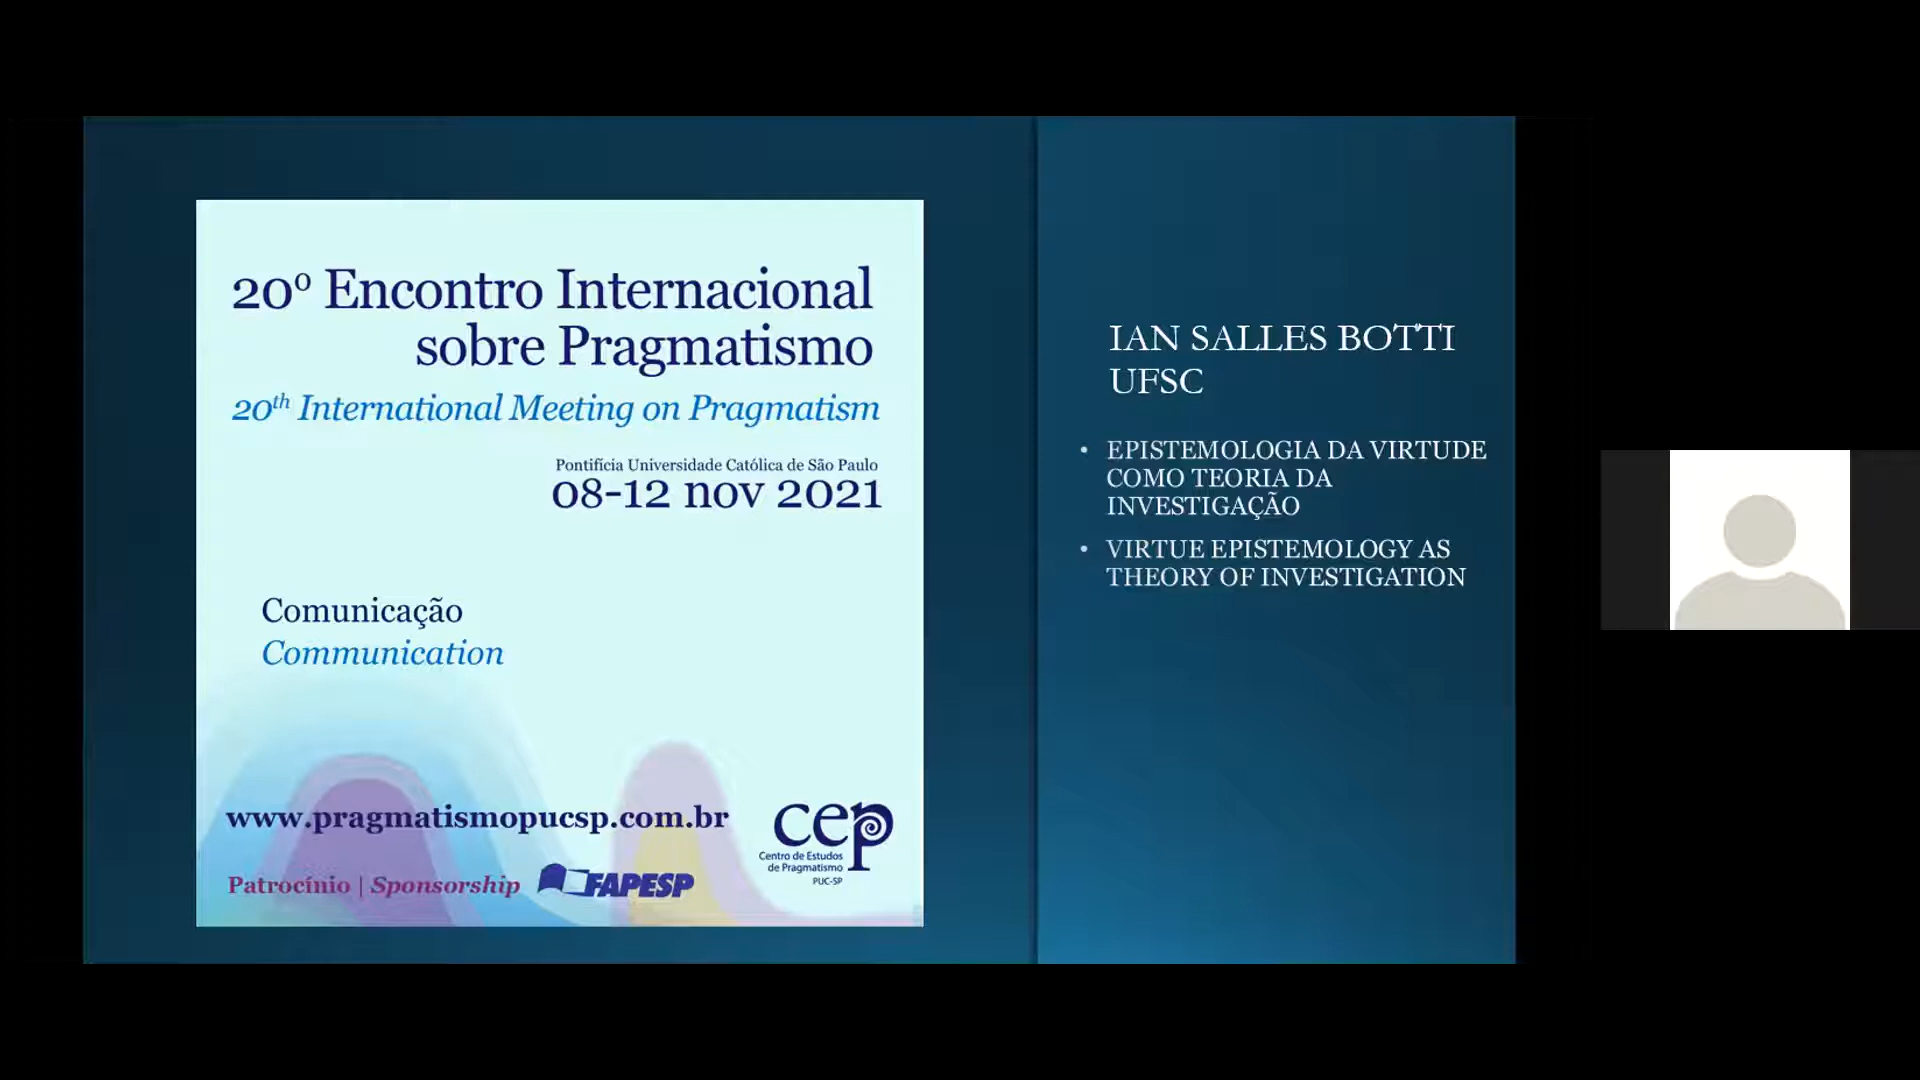 20º Encontro Internacional
sobre Pragmatismo
20th International Meeting on Pragmatism
Pontifícia Universidade Católica de São Paulo
08-12 nov 2021
Comunicação
Communication
www.pragmatismopucsp.com.br
Patrocínio | Sponsorship
FAPESP
cep
Centro de Estudos
de Pragmatismo
PUC-SP
IAN SALLES BOTTI
UFSC
• EPISTEMOLOGIA DA VIRTUDE
COMO TEORIA DA
INVESTIGAÇÃO
• VIRTUE EPISTEMOLOGY AS
THEORY OF INVESTIGATION